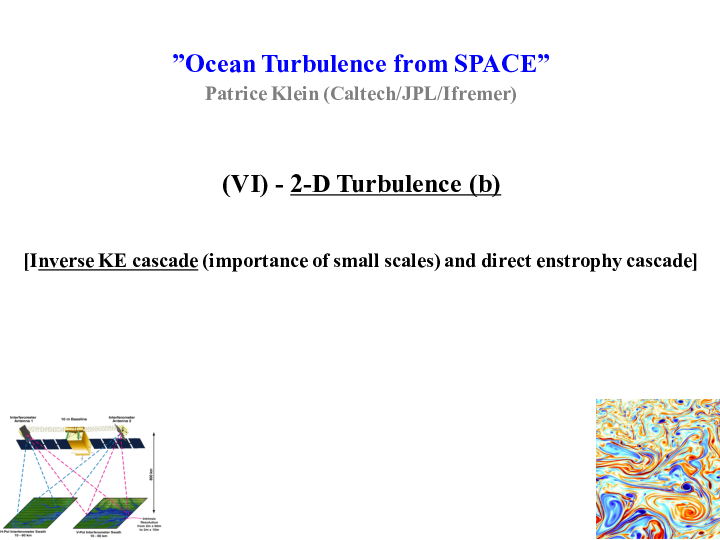 ”Ocean Turbulence from SPACE”
Patrice Klein (Caltech/JPL/Ifremer)
(VI) - 2-D Turbulence (b)
[Inverse KE cascade (importance of small scales) and direct enstrophy cascade]
Interferometer Antenna 1
10 m Baseline
Interferometer Antenna 2
Intrinsic Resolution
H-Pol Interferometer Swath
10 - 60 km
V-Pol Interferometer Swath
10 - 60 km